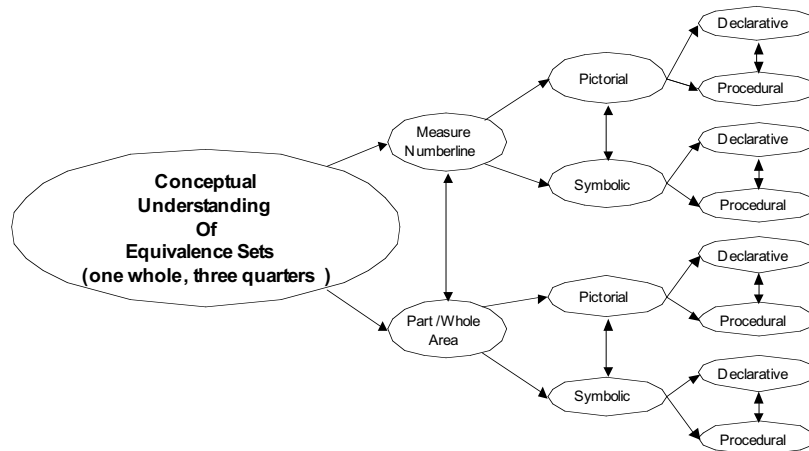 Conceptual
Understanding
Of
Equivalence Sets
(one whole, three quarters )
Measure
Numberline
Pictorial
Declarative
Procedural
Symbolic
Declarative
Procedural
Part /Whole
Area
Pictorial
Declarative
Procedural
Symbolic
Declarative
Procedural